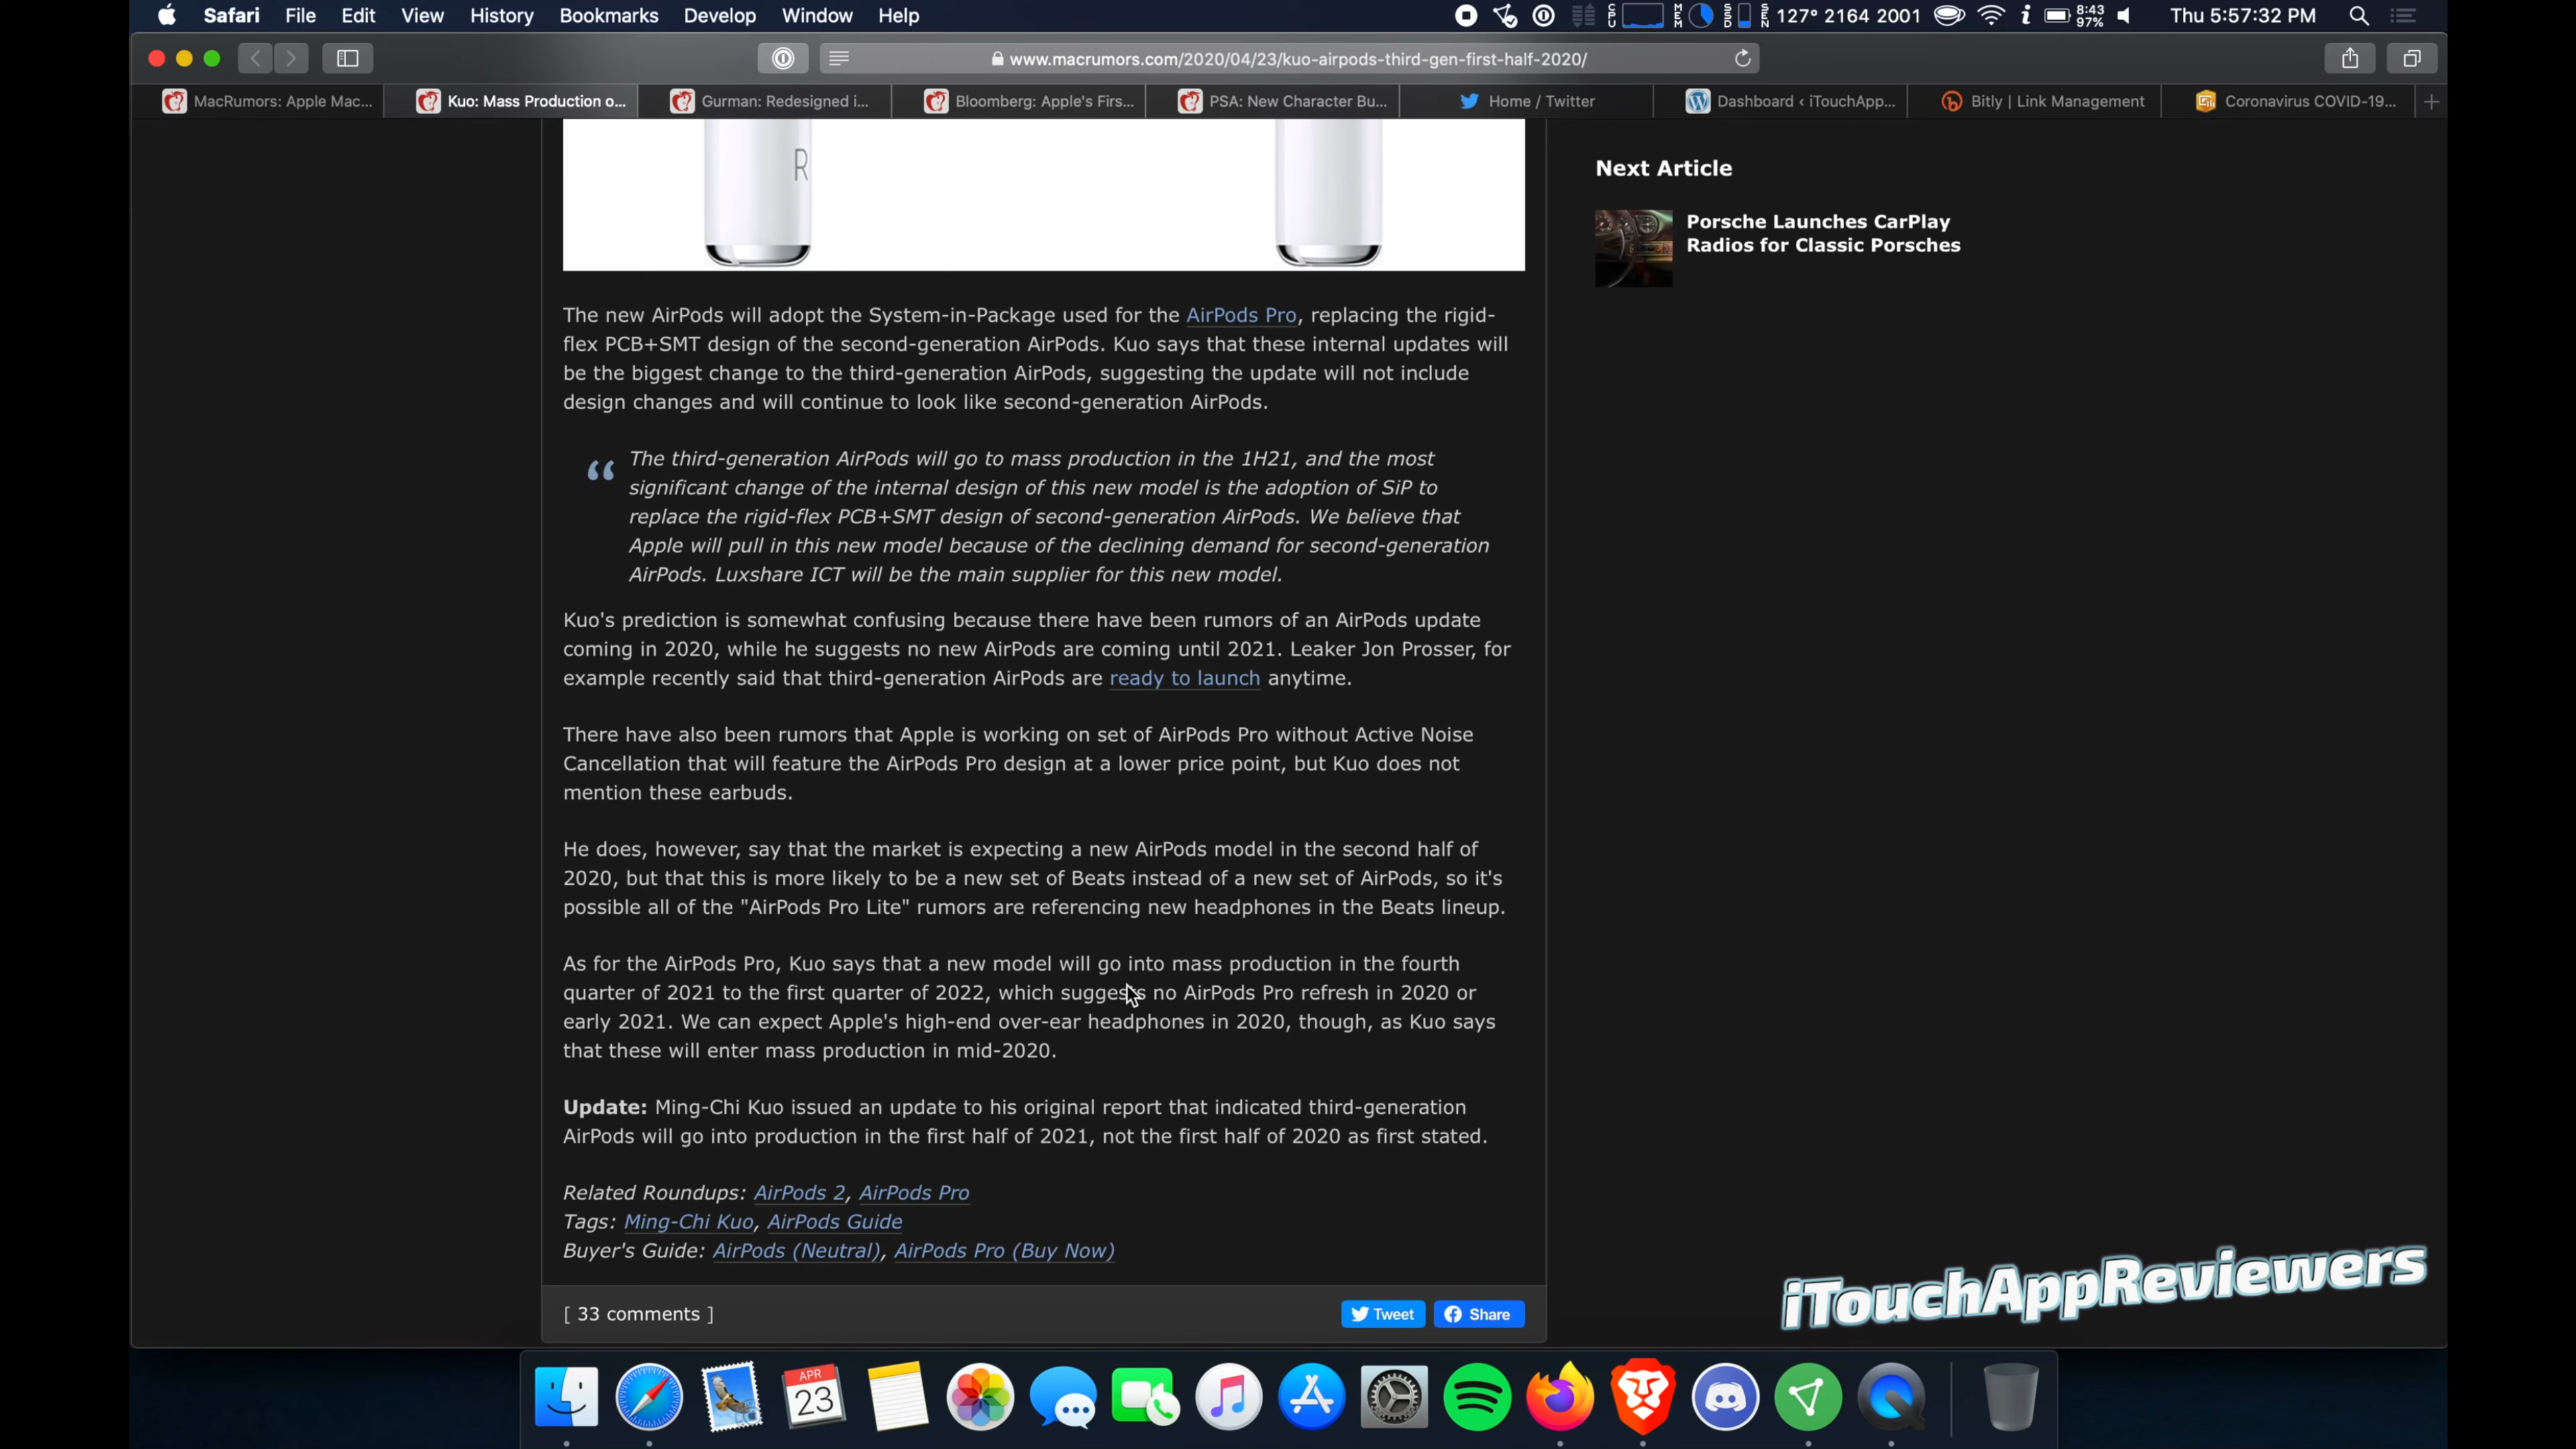 Safari File Edit View History Bookmarks Develop Window Help
CPU MEM SSD SEN 127° 2164 2001 8:43 97% Thu 5:57:32 PM
www.macrumors.com/2020/04/23/kuo-airpods-third-gen-first-half-2020/
MacRumors: Apple Mac... Kuo: Mass Production o... Gurman: Redesigned i... Bloomberg: Apple's Firs... PSA: New Character Bu... Home / Twitter Dashboard ‹ iTouchApp... Bitly | Link Management Coronavirus COVID-19...
R
Next Article
Porsche Launches CarPlay
Radios for Classic Porsches
The new AirPods will adopt the System-in-Package used for the AirPods Pro, replacing the rigid-
flex PCB+SMT design of the second-generation AirPods. Kuo says that these internal updates will
be the biggest change to the third-generation AirPods, suggesting the update will not include
design changes and will continue to look like second-generation AirPods.
“ The third-generation AirPods will go to mass production in the 1H21, and the most
significant change of the internal design of this new model is the adoption of SiP to
replace the rigid-flex PCB+SMT design of second-generation AirPods. We believe that
Apple will pull in this new model because of the declining demand for second-generation
AirPods. Luxshare ICT will be the main supplier for this new model.
Kuo's prediction is somewhat confusing because there have been rumors of an AirPods update
coming in 2020, while he suggests no new AirPods are coming until 2021. Leaker Jon Prosser, for
example recently said that third-generation AirPods are ready to launch anytime.
There have also been rumors that Apple is working on set of AirPods Pro without Active Noise
Cancellation that will feature the AirPods Pro design at a lower price point, but Kuo does not
mention these earbuds.
He does, however, say that the market is expecting a new AirPods model in the second half of
2020, but that this is more likely to be a new set of Beats instead of a new set of AirPods, so it's
possible all of the "AirPods Pro Lite" rumors are referencing new headphones in the Beats lineup.
As for the AirPods Pro, Kuo says that a new model will go into mass production in the fourth
quarter of 2021 to the first quarter of 2022, which suggests no AirPods Pro refresh in 2020 or
early 2021. We can expect Apple's high-end over-ear headphones in 2020, though, as Kuo says
that these will enter mass production in mid-2020.
Update: Ming-Chi Kuo issued an update to his original report that indicated third-generation
AirPods will go into production in the first half of 2021, not the first half of 2020 as first stated.
Related Roundups: AirPods 2, AirPods Pro
Tags: Ming-Chi Kuo, AirPods Guide
Buyer's Guide: AirPods (Neutral), AirPods Pro (Buy Now)
[ 33 comments ] Tweet Share
iTouchAppReviewers
APR
23